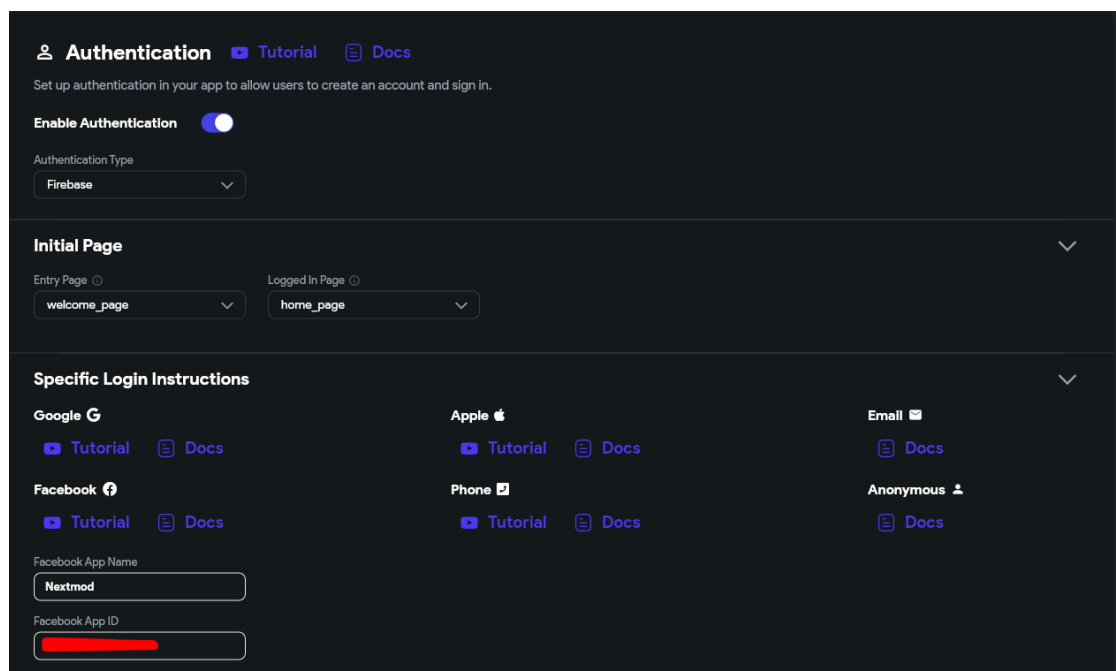 Authentication Tutorial Docs
Set up authentication in your app to allow users to create an account and sign in.
Enable Authentication
Authentication Type
Firebase
Initial Page
Entry Page Logged In Page
welcome_page home_page
Specific Login Instructions
Google Apple Email
Tutorial Docs Tutorial Docs Docs
Facebook Phone Anonymous
Tutorial Docs Tutorial Docs Docs
Facebook App Name
Nextmod
Facebook App ID